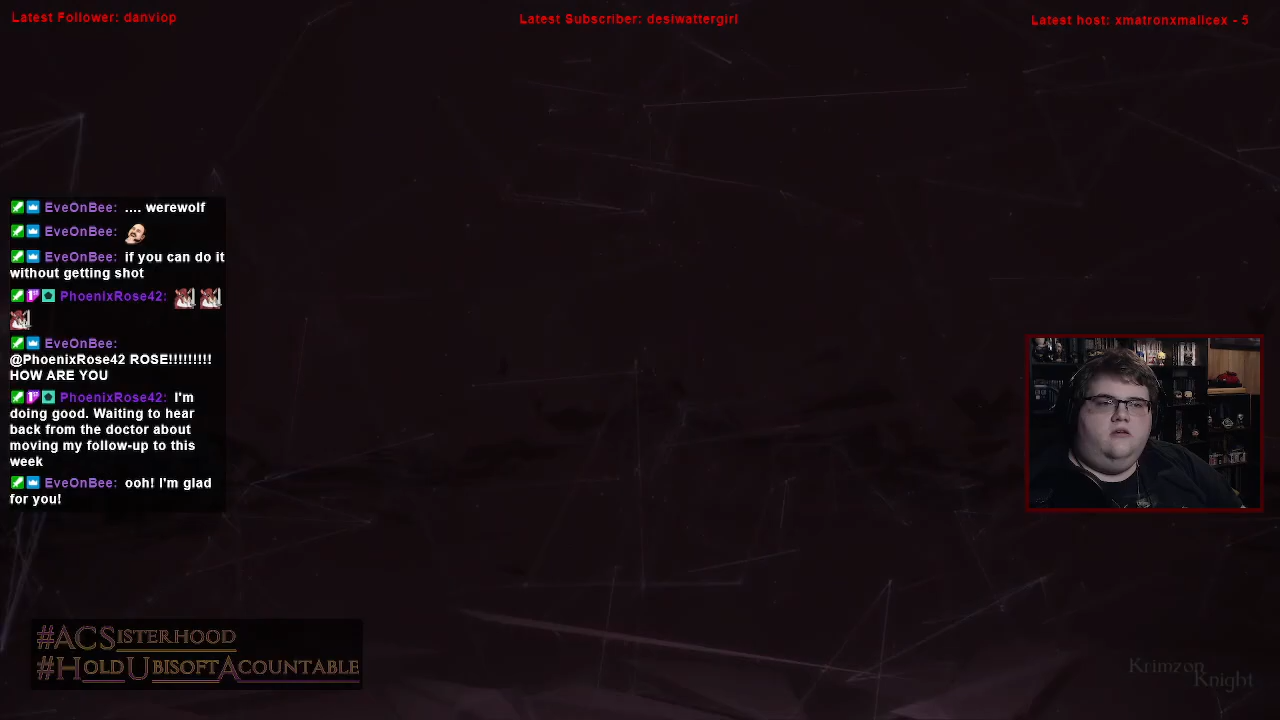 Latest Follower: danviop
Latest Subscriber: desiwattergirl
Latest host: xmatronxmalicex - 5
EveOnBee: .... werewolf
EveOnBee:
EveOnBee: if you can do it
without getting shot
PhoenixRose42:
EveOnBee:
@PhoenixRose42 ROSE!!!!!!!!!
HOW ARE YOU
PhoenixRose42: I'm
doing good. Waiting to hear
back from the doctor about
moving my follow-up to this
week
EveOnBee: ooh! I'm glad
for you!
#ACSisterhood
#HoldUbisoftAcountable
Krimzon
Knight